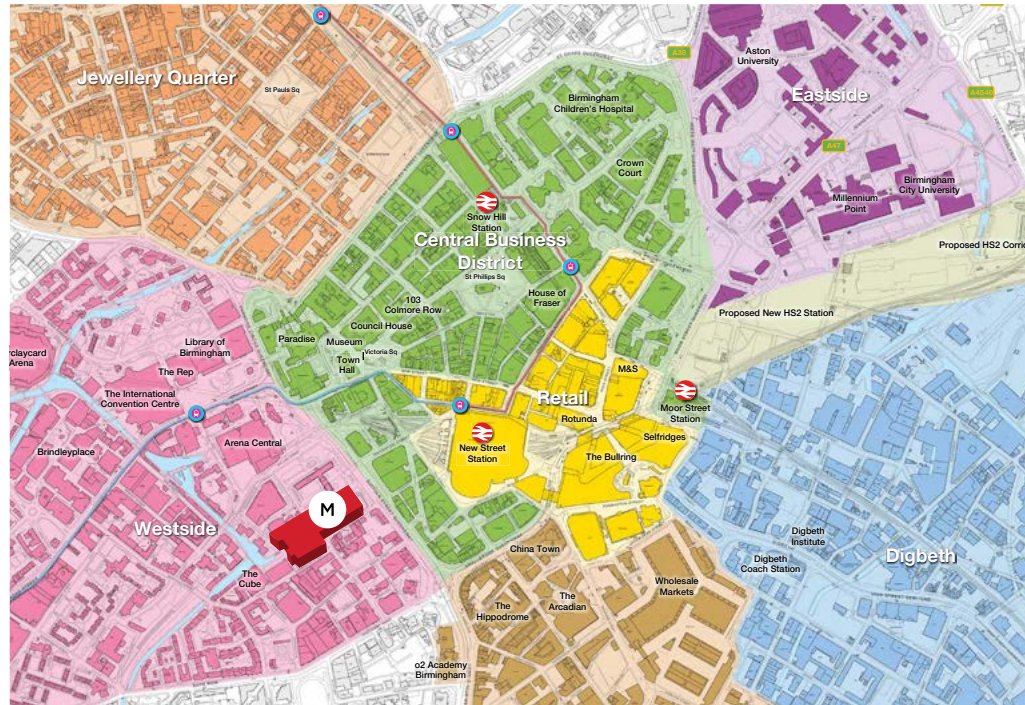 Jewellery Quarter
St Pauls Sq
A38
Aston
University
Eastside
A4540
A47
Birmingham
Children's Hospital
Crown
Court
Birmingham
City University
Millennium
Point
Snow Hill
Station
Central Business
District
St Phillips Sq
House of
Fraser
Proposed HS2 Corri
Proposed New HS2 Station
103
Colmore Row
Council House
Paradise
Museum
Victoria Sq
Town
Hall
Library of
Birmingham
rclaycard
Arena
The Rep
The International
Convention Centre
M&S
Retail
Moor Street
Station
Rotunda
Selfridges
Arena Central
Brindleyplace
New Street
Station
The Bullring
M
Westside
The
Cube
China Town
Digbeth
Institute
Digbeth
Digbeth
Coach Station
Wholesale
Markets
The
Arcadian
The
Hippodrome
o2 Academy
Birmingham